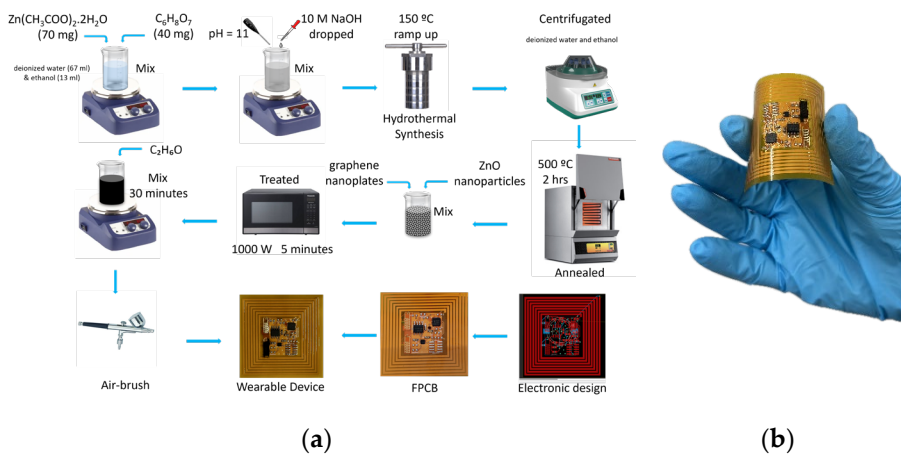 Zn(CH₃COO)₂.2H₂O
(70 mg)
C₆H₈O₇
(40 mg)
deionized water (67 ml)
& ethanol (13 ml)
Mix
pH = 11
10 M NaOH
dropped
Mix
150 ºC
ramp up
Hydrothermal
Synthesis
Centrifugated
deionized water and ethanol
C₂H₆O
Mix
30 minutes
Treated
1000 W 5 minutes
graphene
nanoplates
ZnO
nanoparticles
Mix
500 ºC
2 hrs
Annealed
Air-brush
Wearable Device
FPCB
Electronic design
(a)
(b)